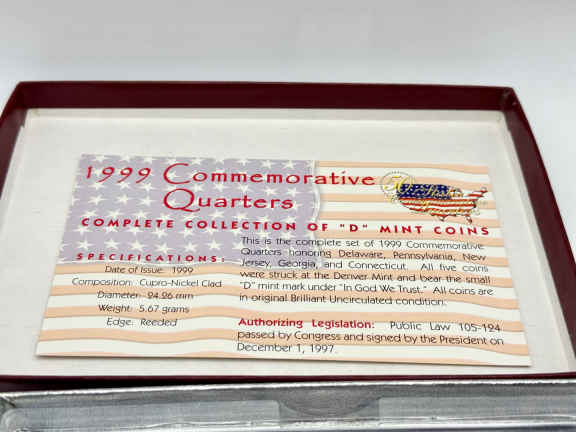 1999 Commemorative
Quarters
50 State
COMPLETE COLLECTION OF "D" MINT COINS
SPECIFICATIONS:
Date of Issue: 1999
Composition: Cupro-Nickel Clad
Diameter: 24.26 mm
Weight: 5.67 grams
Edge: Reeded
This is the complete set of 1999 Commemorative
Quarters honoring Delaware, Pennsylvania, New
Jersey, Georgia, and Connecticut. All five coins
were struck at the Denver Mint and bear the small
"D" mint mark under "In God We Trust." All coins are
in original Brilliant Uncirculated condition.
Authorizing Legislation: Public Law 105-124
passed by Congress and signed by the President on
December 1, 1997.